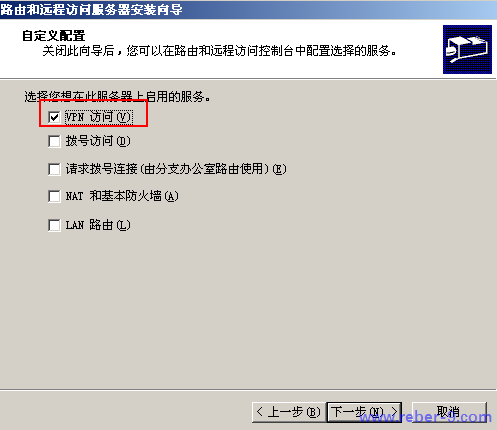 路由和远程访问服务器安装向导
自定义配置
关闭此向导后，您可以在路由和远程访问控制台中配置选择的服务。
选择您想在此服务器上启用的服务。
VPN 访问(V)
拨号访问(D)
请求拨号连接(由分支办公室路由使用)(E)
NAT 和基本防火墙(A)
LAN 路由(L)
< 上一步(B) 下一步(N) > 取消